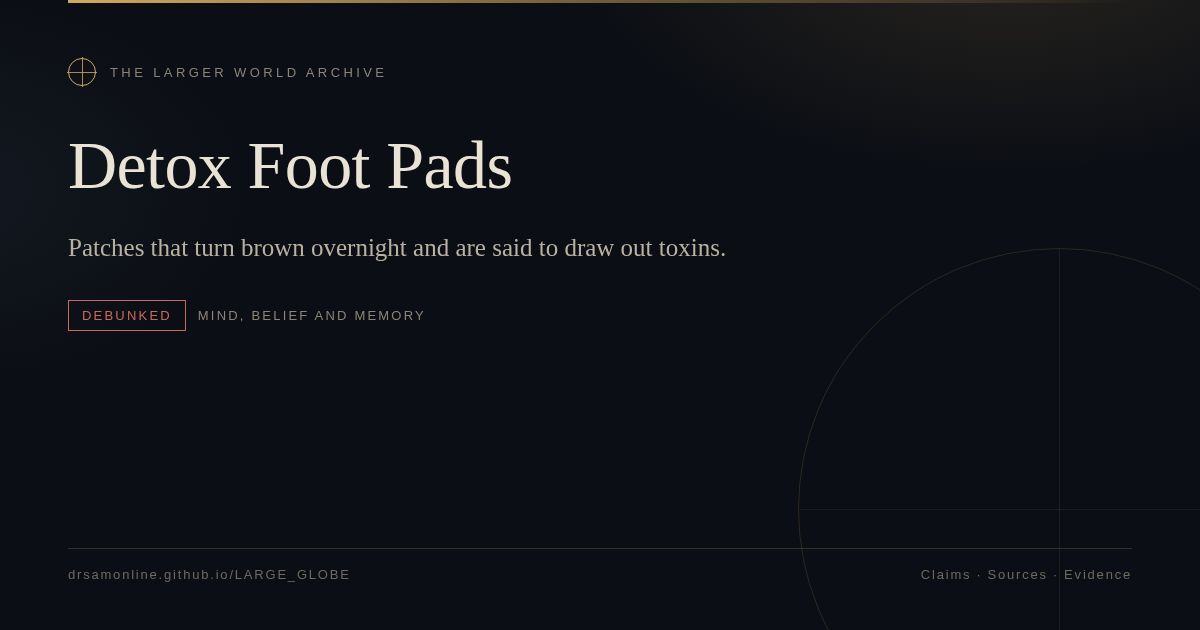 THE LARGER WORLD ARCHIVE
Detox Foot Pads
Patches that turn brown overnight and are said to draw out toxins.
DEBUNKED MIND, BELIEF AND MEMORY
drsamonline.github.io/LARGE_GLOBE
Claims · Sources · Evidence